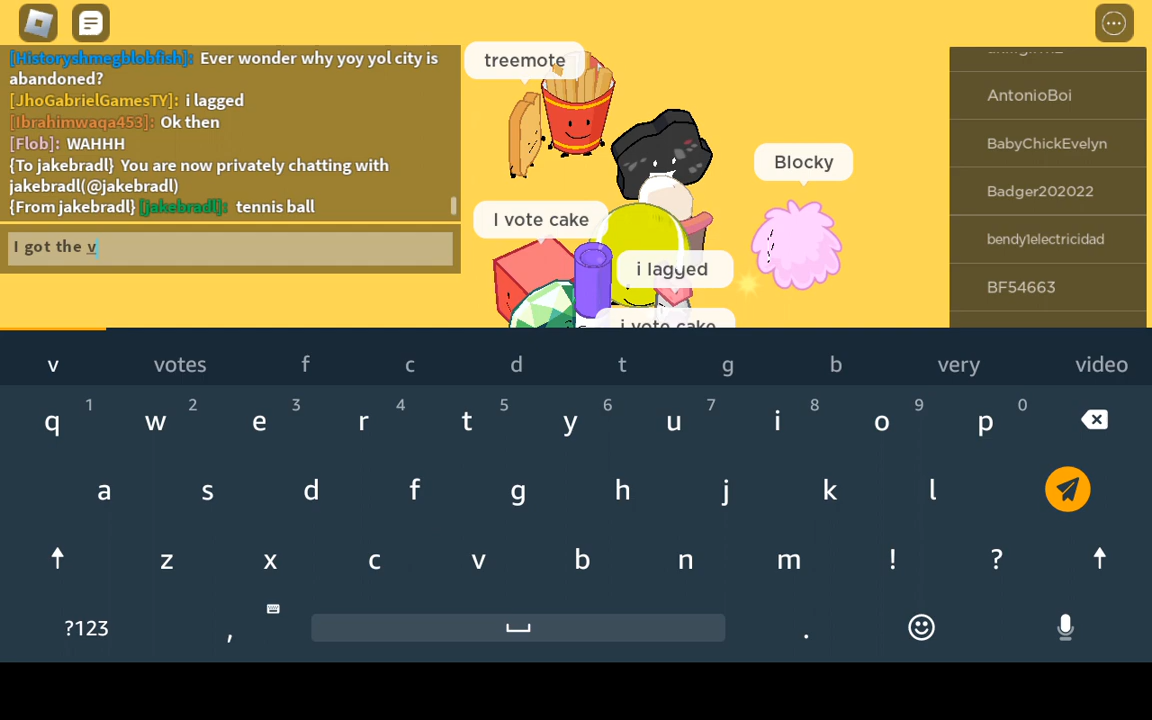 [Historyshmegblobfish]: Ever wonder why yoy yol city is
abandoned?
[JhoGabrielGamesTY]: i lagged
[Ibrahimwaqa453]: Ok then
[Flob]: WAHHH
{To jakebradl} You are now privately chatting with
jakebradl(@jakebradl)
{From jakebradl} [jakebradl]: tennis ball
I got the v
treemote
Blocky
I vote cake
i lagged
i vote cake
AntonioBoi
BabyChickEvelyn
Badger202022
bendy1electricidad
BF54663
v votes f c d t g b very video
1 2 3 4 5 6 7 8 9 0
q w e r t y u i o p
a s d f g h j k l
z x c v b n m ! ?
?123 , .